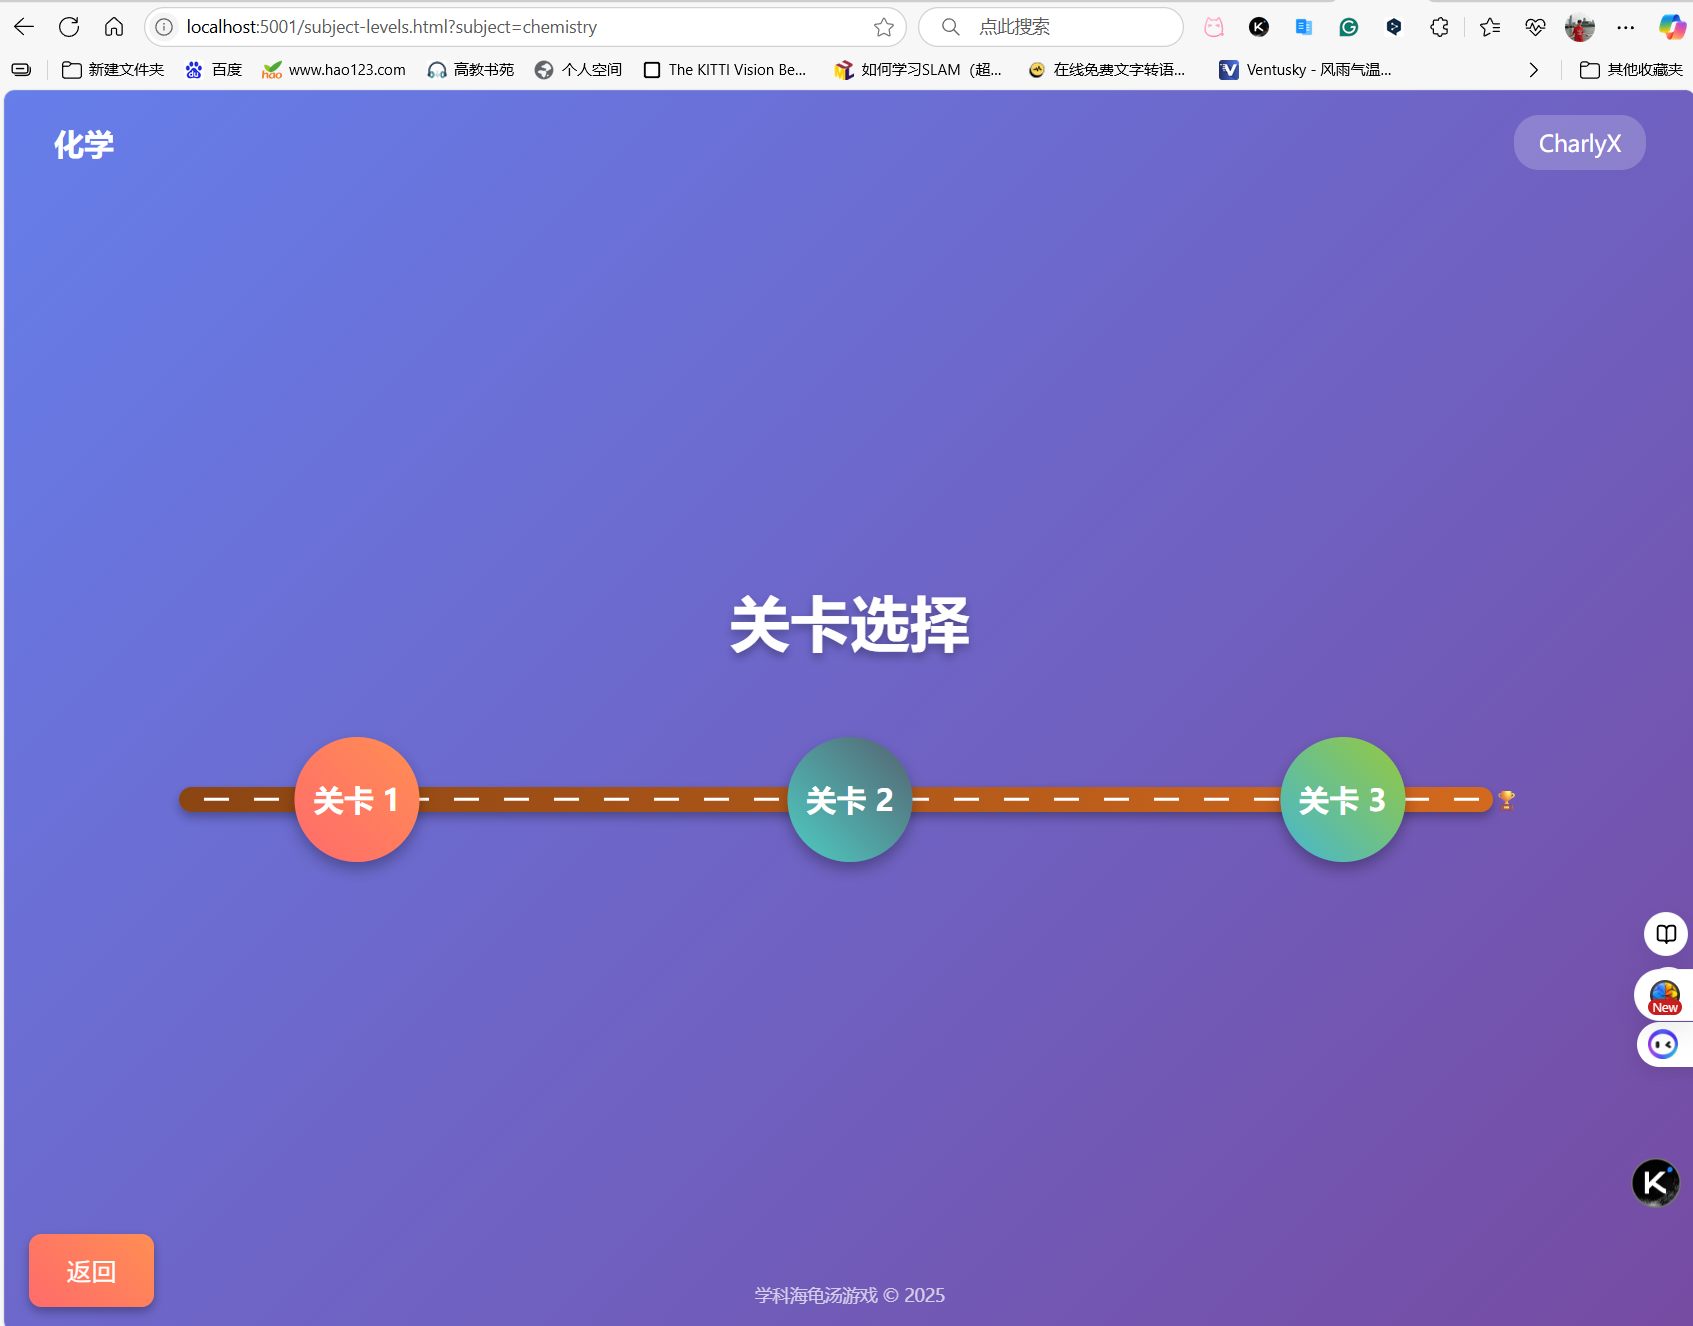 localhost:5001/subject-levels.html?subject=chemistry
点此搜索
新建文件夹
百度
hao
www.hao123.com
高教书苑
个人空间
The KITTI Vision Be...
如何学习SLAM（超...
在线免费文字转语...
Ventusky - 风雨气温...
其他收藏夹
化学
CharlyX
关卡选择
关卡 1
关卡 2
关卡 3
New
K
返回
学科海龟汤游戏 © 2025